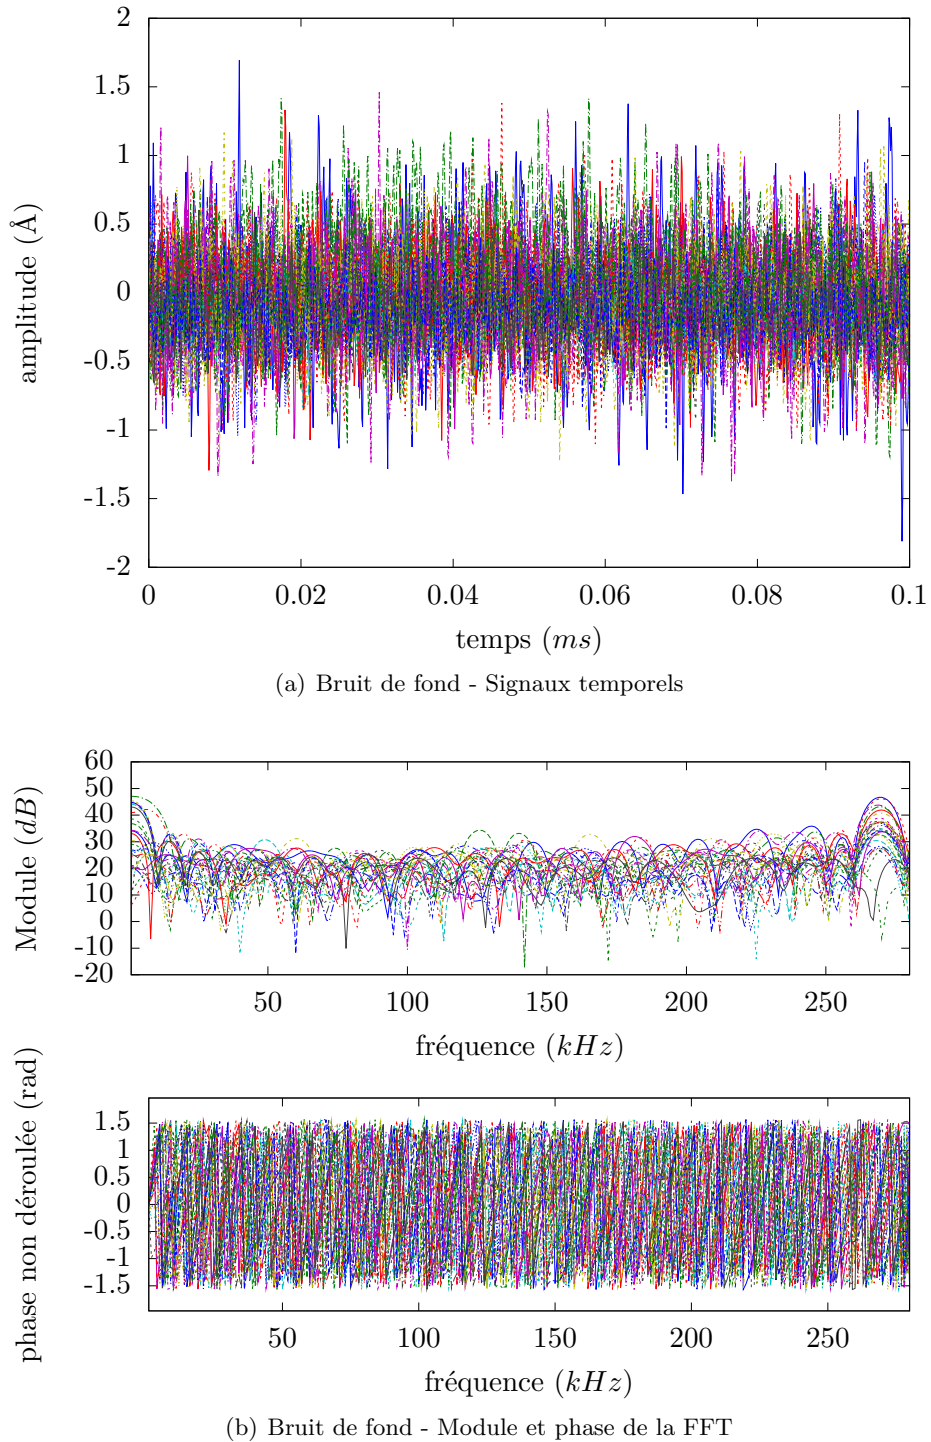 2
1.5
1
0.5
0
-0.5
-1
-1.5
-2
amplitude (Å)
0 0.02 0.04 0.06 0.08 0.1
temps (ms)
(a) Bruit de fond - Signaux temporels
60
50
40
30
20
10
0
-10
-20
Module (dB)
50 100 150 200 250
fréquence (kHz)
1.5
1
0.5
0
-0.5
-1
-1.5
phase non déroulée (rad)
50 100 150 200 250
fréquence (kHz)
(b) Bruit de fond - Module et phase de la FFT